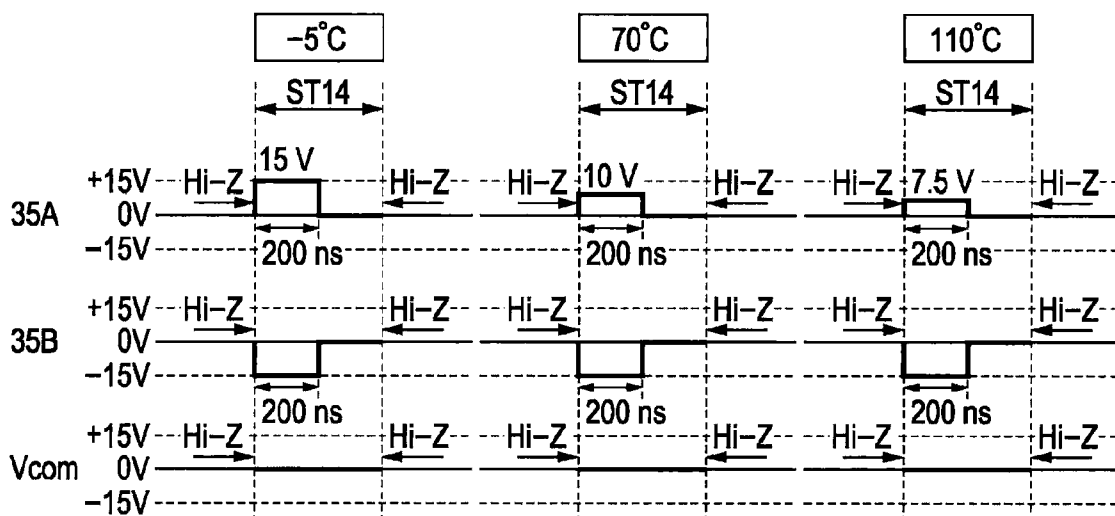 −5°C 70°C 110°C
ST14 ST14 ST14
15 V 10 V 7.5 V
+15V Hi−Z Hi−Z Hi−Z Hi−Z Hi−Z Hi−Z
35A 0V
−15V 200 ns 200 ns 200 ns
+15V Hi−Z Hi−Z Hi−Z Hi−Z Hi−Z Hi−Z
35B 0V
−15V
200 ns 200 ns 200 ns
+15V Hi−Z Hi−Z Hi−Z Hi−Z Hi−Z Hi−Z
Vcom 0V
−15V